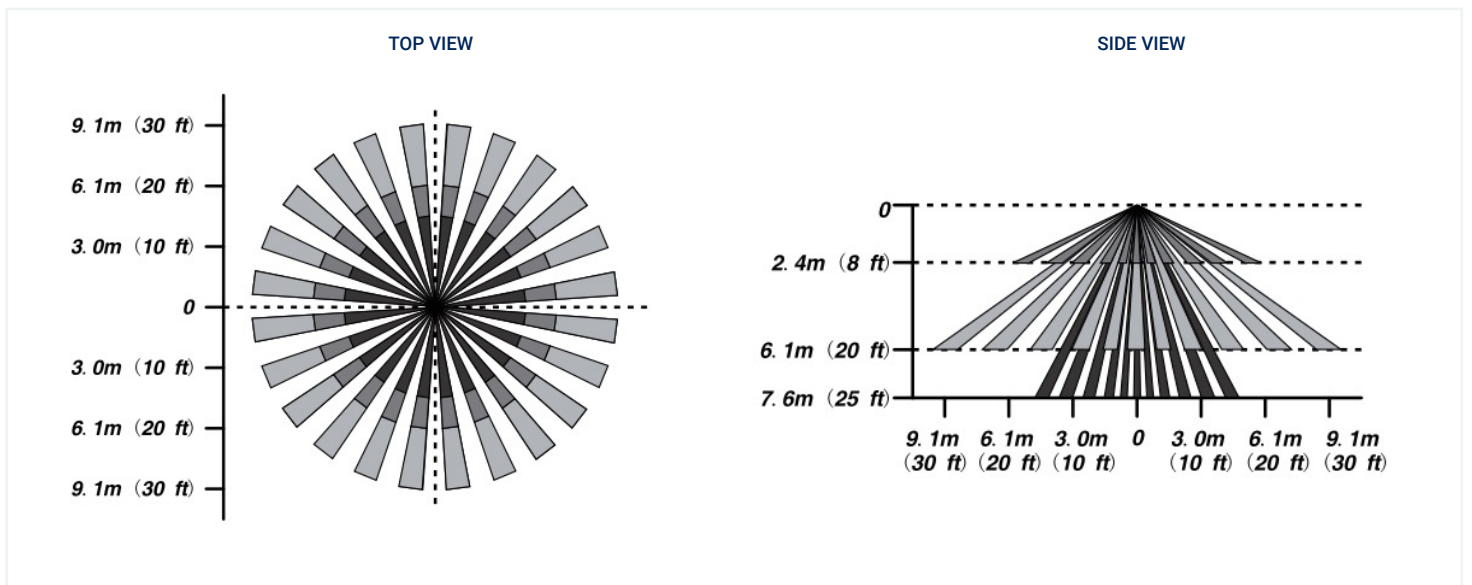 TOP VIEW
9. 1m (30 ft)
6. 1m (20 ft)
3. 0m (10 ft)
0
3. 0m (10 ft)
6. 1m (20 ft)
9. 1m (30 ft)
SIDE VIEW
0
2. 4m (8 ft)
6. 1m (20 ft)
7. 6m (25 ft)
9. 1m 6. 1m 3. 0m 0 3. 0m 6. 1m 9. 1m
(30 ft) (20 ft) (10 ft) (10 ft) (20 ft) (30 ft)